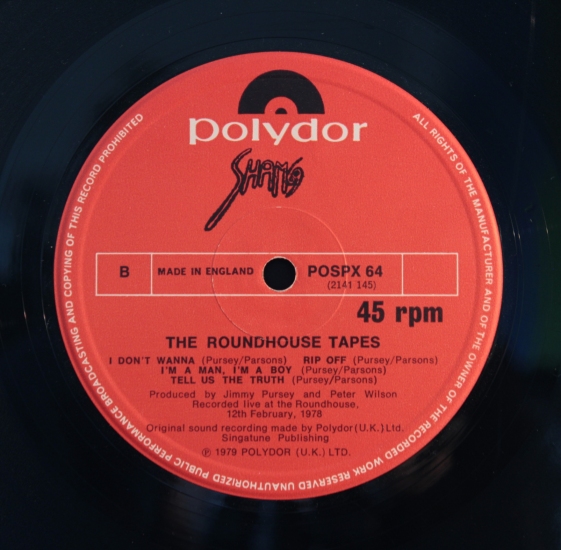 polydor
SHAM 69
B
MADE IN ENGLAND
POSPX 64
(2141 145)
45 rpm
THE ROUNDHOUSE TAPES
I DON'T WANNA (Pursey/Parsons) RIP OFF (Pursey/Parsons)
I'M A MAN, I'M A BOY (Pursey/Parsons)
TELL US THE TRUTH (Pursey/Parsons)
Produced by Jimmy Pursey and Peter Wilson
Recorded live at the Roundhouse,
12th February, 1978
Original sound recording made by Polydor (U.K.) Ltd.
Singatune Publishing
℗ 1979 POLYDOR (U.K.) LTD.
ALL RIGHTS OF THE MANUFACTURER AND OF THE OWNER OF THE RECORDED WORK RESERVED UNAUTHORIZED PUBLIC PERFORMANCE BROADCASTING AND COPYING OF THIS RECORD PROHIBITED